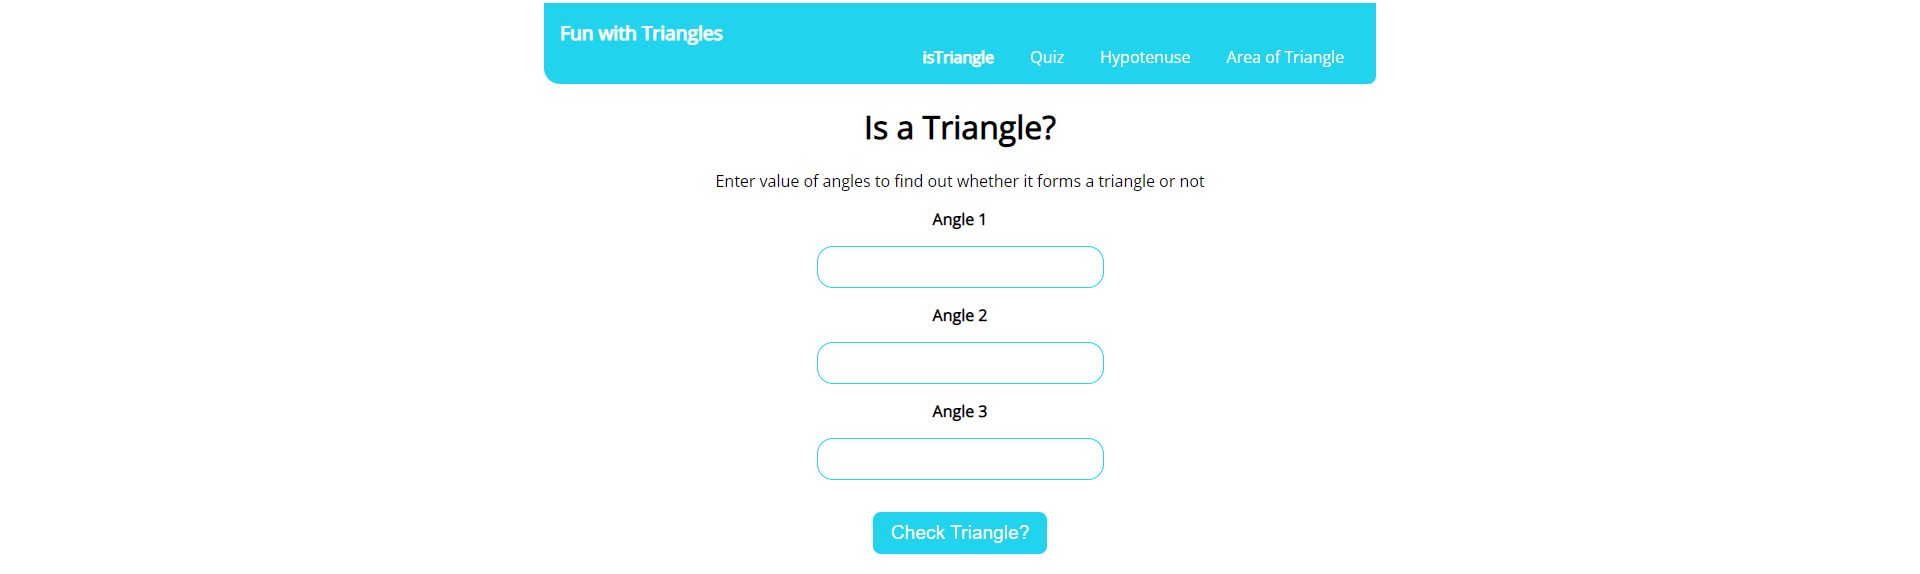 Fun with Triangles
isTriangle Quiz Hypotenuse Area of Triangle
Is a Triangle?
Enter value of angles to find out whether it forms a triangle or not
Angle 1
Angle 2
Angle 3
Check Triangle?